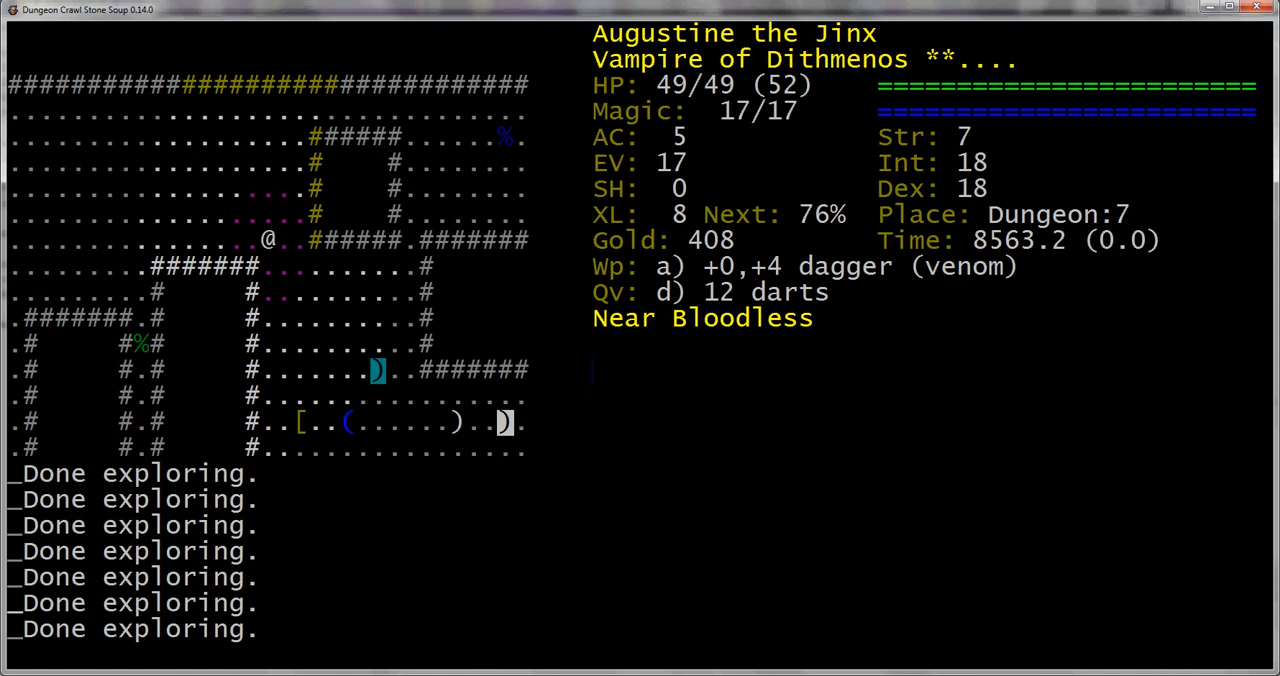 Dungeon Crawl Stone Soup 0.14.0
Augustine the Jinx
Vampire of Dithmenos **....
HP: 49/49 (52)
Magic: 17/17
AC: 5 Str: 7
EV: 17 Int: 18
SH: 0 Dex: 18
XL: 8 Next: 76% Place: Dungeon:7
Gold: 408 Time: 8563.2 (0.0)
Wp: a) +0,+4 dagger (venom)
Qv: d) 12 darts
Near Bloodless
_Done exploring.
_Done exploring.
_Done exploring.
_Done exploring.
_Done exploring.
_Done exploring.
_Done exploring.